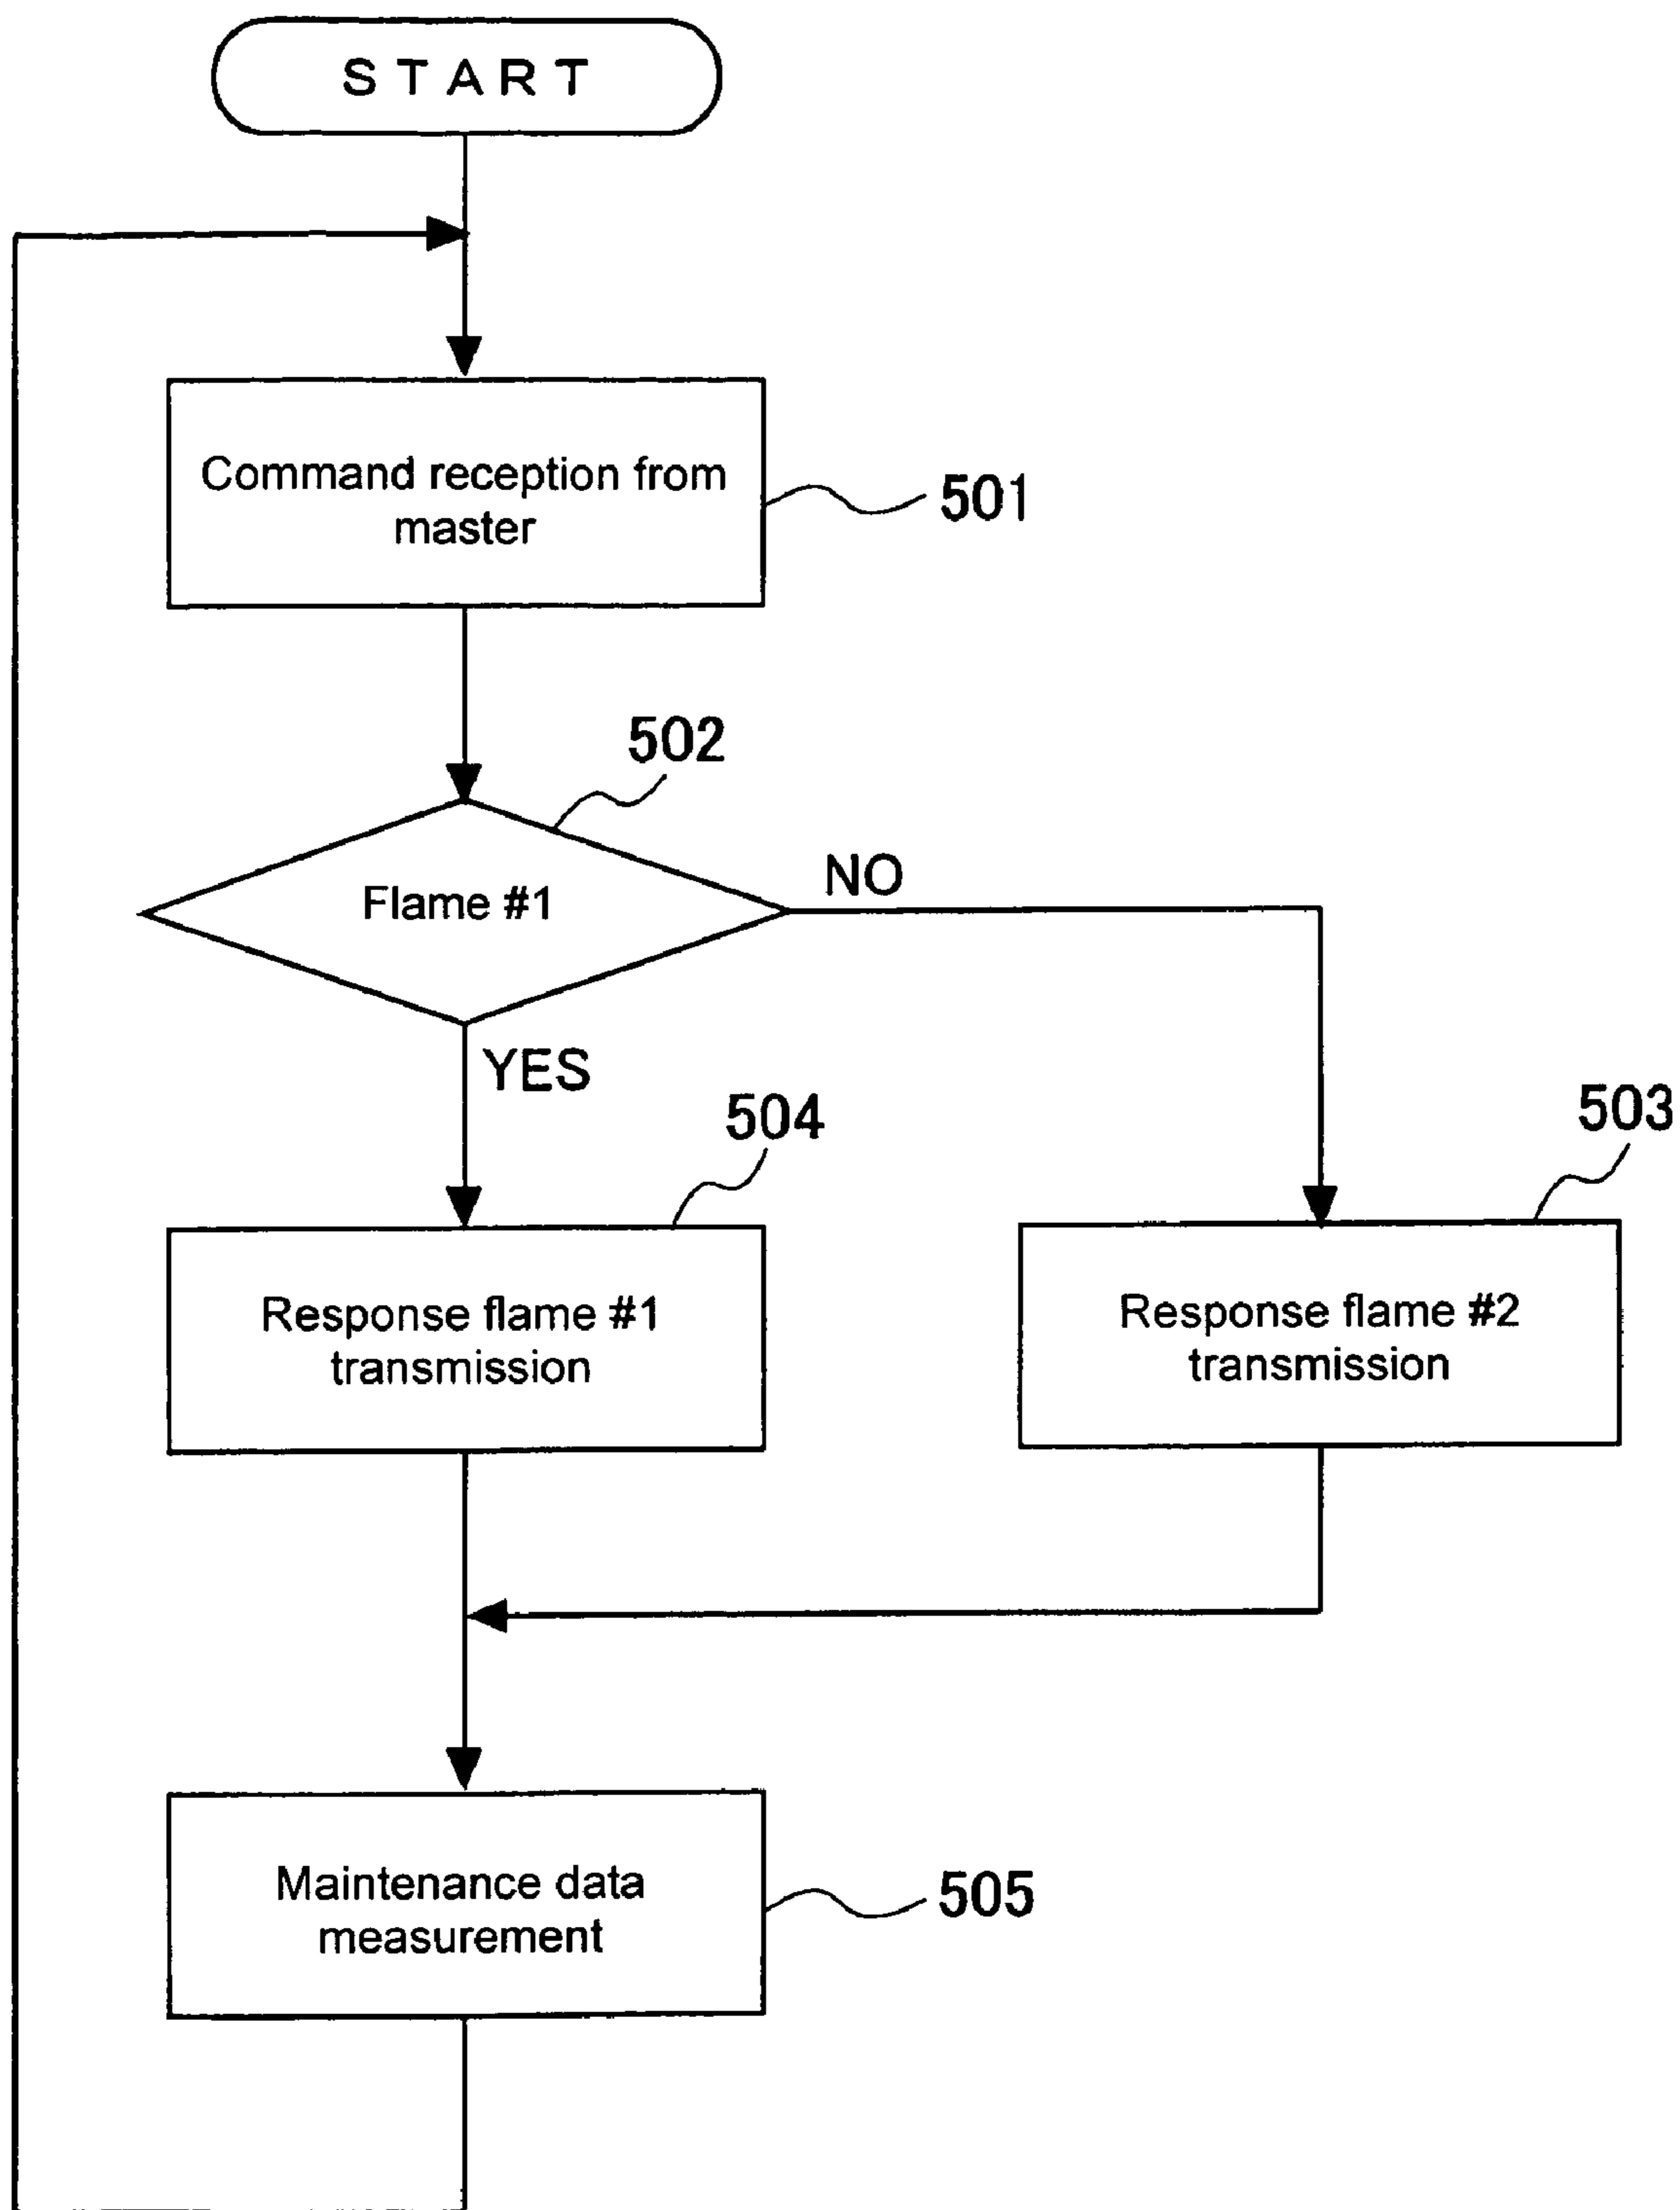 START
Command reception from
master
501
502
Flame #1
NO
YES
504
503
Response flame #1
transmission
Response flame #2
transmission
Maintenance data
measurement
505